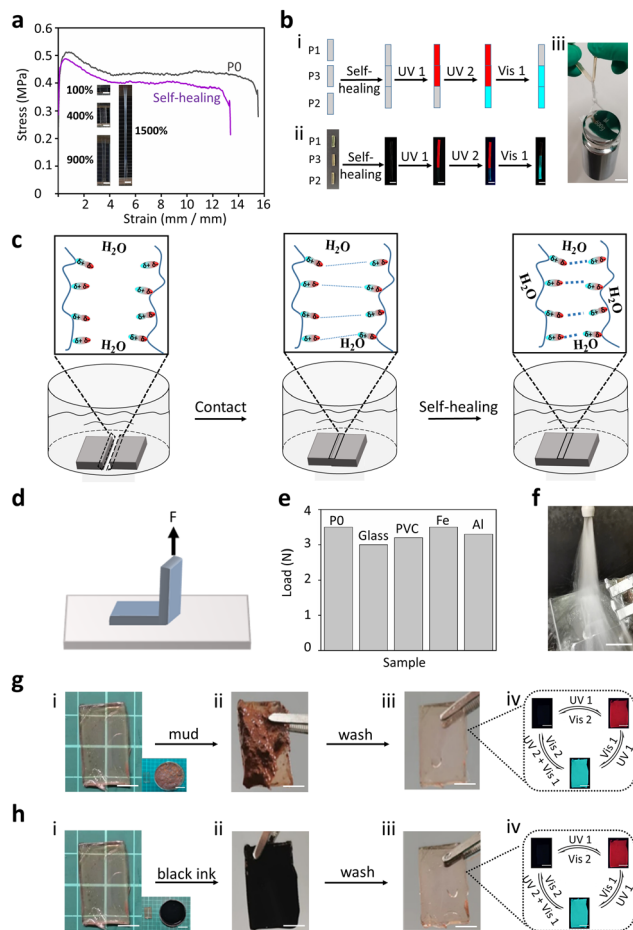 a
Stress (MPa)
0.6
0.5
0.4
0.3
0.2
0.1
0
0
2
4
6
8
10
12
14
16
Strain (mm / mm)
P0
Self-healing
100%
400%
900%
1500%
b
i
P1
P3
P2
Self-
healing
UV 1
UV 2
Vis 1
ii
P1
P3
P2
Self-
healing
UV 1
UV 2
Vis 1
iii
c
H₂O
δ+ δ-
δ+ δ-
δ+ δ-
δ+ δ-
δ+ δ-
δ+ δ-
δ+ δ-
δ+ δ-
H₂O
Contact
H₂O
δ+ δ-
δ+ δ-
δ+ δ-
δ+ δ-
δ+ δ-
δ+ δ-
δ+ δ-
δ+ δ-
H₂O
Self-healing
H₂O
H₂O
H₂O
δ+ δ-
δ+ δ-
δ+ δ-
δ+ δ-
δ+ δ-
δ+ δ-
δ+ δ-
δ+ δ-
H₂O
d
F
e
Load (N)
4
3
2
1
0
P0
Glass
PVC
Fe
Al
Sample
f
g
i
mud
ii
wash
iii
iv
UV 1
Vis 2
Vis 2
UV 2 + Vis 1
Vis 1
UV 1
h
i
black ink
ii
wash
iii
iv
UV 1
Vis 2
Vis 2
UV 2 + Vis 1
Vis 1
UV 1